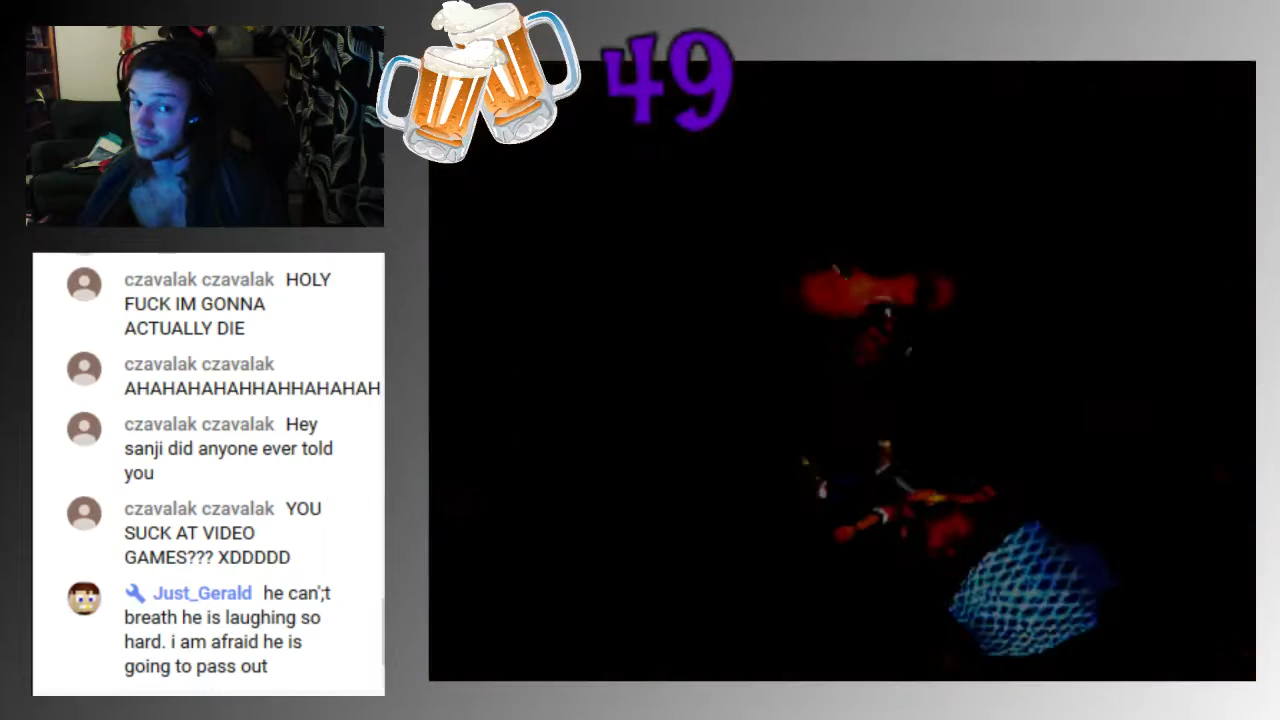 49
czavalak czavalak HOLY
FUCK IM GONNA
ACTUALLY DIE
czavalak czavalak
AHAHAHAHAHHAHHAHAHAH
czavalak czavalak Hey
sanji did anyone ever told
you
czavalak czavalak YOU
SUCK AT VIDEO
GAMES??? XDDDDD
Just_Gerald he can';t
breath he is laughing so
hard. i am afraid he is
going to pass out